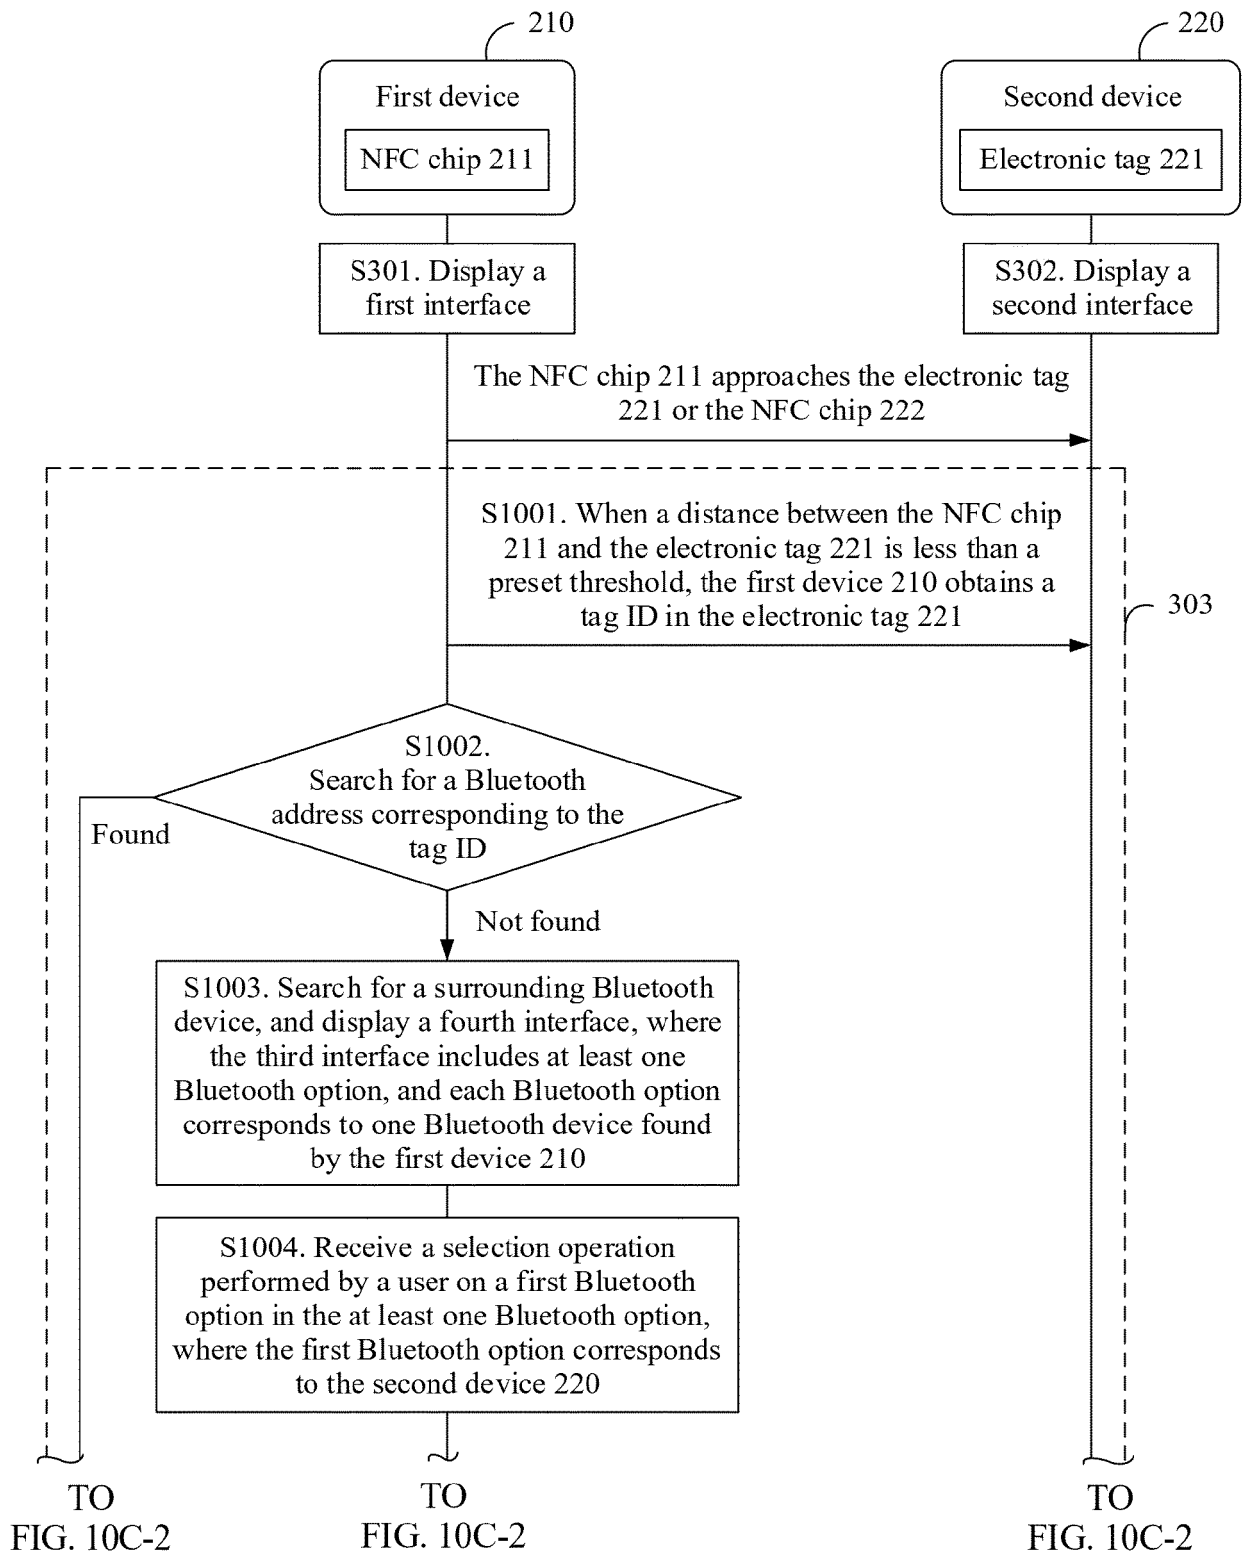 210
220
First device
NFC chip 211
Second device
Electronic tag 221
S301. Display a
first interface
S302. Display a
second interface
The NFC chip 211 approaches the electronic tag
221 or the NFC chip 222
S1001. When a distance between the NFC chip
211 and the electronic tag 221 is less than a
preset threshold, the first device 210 obtains a
tag ID in the electronic tag 221
303
S1002.
Search for a Bluetooth
address corresponding to the
tag ID
Found
Not found
S1003. Search for a surrounding Bluetooth
device, and display a fourth interface, where
the third interface includes at least one
Bluetooth option, and each Bluetooth option
corresponds to one Bluetooth device found
by the first device 210
S1004. Receive a selection operation
performed by a user on a first Bluetooth
option in the at least one Bluetooth option,
where the first Bluetooth option corresponds
to the second device 220
TO
FIG. 10C-2
TO
FIG. 10C-2
TO
FIG. 10C-2